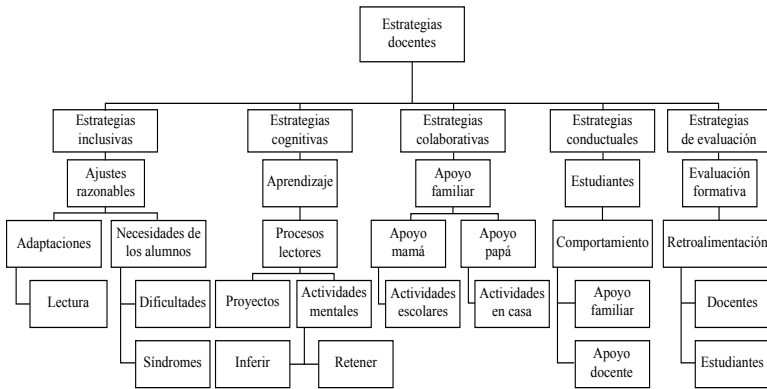 Estrategias
docentes
Estrategias
inclusivas
Estrategias
cognitivas
Estrategias
colaborativas
Estrategias
conductuales
Estrategias
de evaluación
Ajustes
razonables
Aprendizaje
Apoyo
familiar
Estudiantes
Evaluación
formativa
Adaptaciones
Necesidades de
los alumnos
Procesos
lectores
Apoyo
mamá
Apoyo
papá
Comportamiento
Retroalimentación
Lectura
Dificultades
Proyectos
Actividades
mentales
Actividades
escolares
Actividades
en casa
Apoyo
familiar
Docentes
Síndromes
Inferir
Retener
Apoyo
docente
Estudiantes